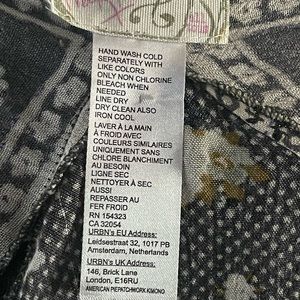 HAND WASH COLD
SEPARATELY WITH
LIKE COLORS
ONLY NON CHLORINE
BLEACH WHEN
NEEDED
LINE DRY
DRY CLEAN ALSO
IRON COOL
LAVER À LA MAIN
À FROID AVEC
COULEURS SIMILAIRES
UNIQUEMENT SANS
CHLORE BLANCHIMENT
AU BESOIN
LIGNE SEC
NETTOYER À SEC
AUSSI
REPASSER AU
FER FROID
RN 154323
CA 32054
URBN's EU Address:
Leidsestraat 32, 1017 PB
Amsterdam, Netherlands
URBN's UK Address:
146, Brick Lane
London, E16RU
AMERICAN PIEPATCHWORK KIMONO